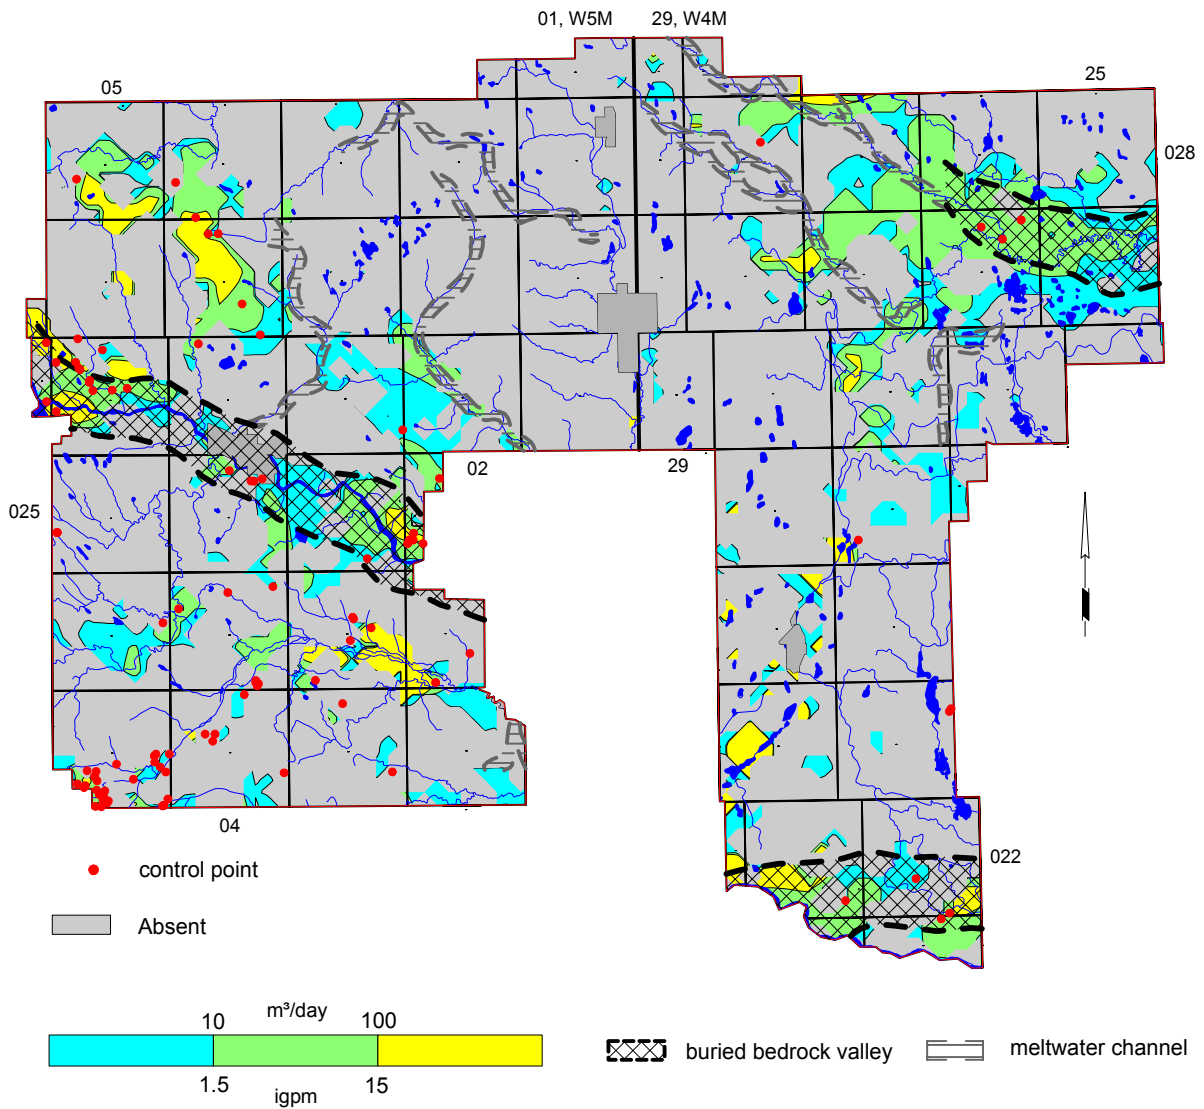 01, W5M
29, W4M
05
25
028
02
29
025
04
022
control point
Absent
m³/day
10
100
1.5
15
igpm
buried bedrock valley
meltwater channel